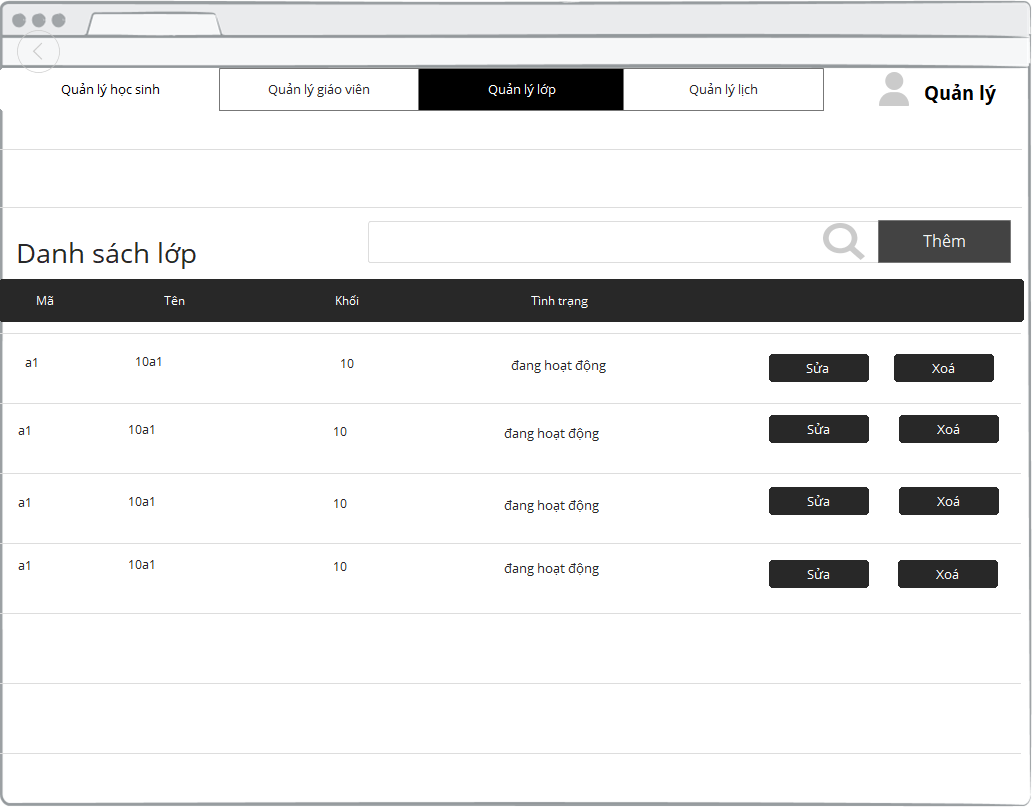 Quản lý học sinh
Quản lý giáo viên
Quản lý lớp
Quản lý lịch
Quản lý
Danh sách lớp
Thêm
Mã Tên Khối Tình trạng
a1 10a1 10 đang hoạt động Sửa Xoá
a1 10a1 10 đang hoạt động Sửa Xoá
a1 10a1 10 đang hoạt động Sửa Xoá
a1 10a1 10 đang hoạt động Sửa Xoá